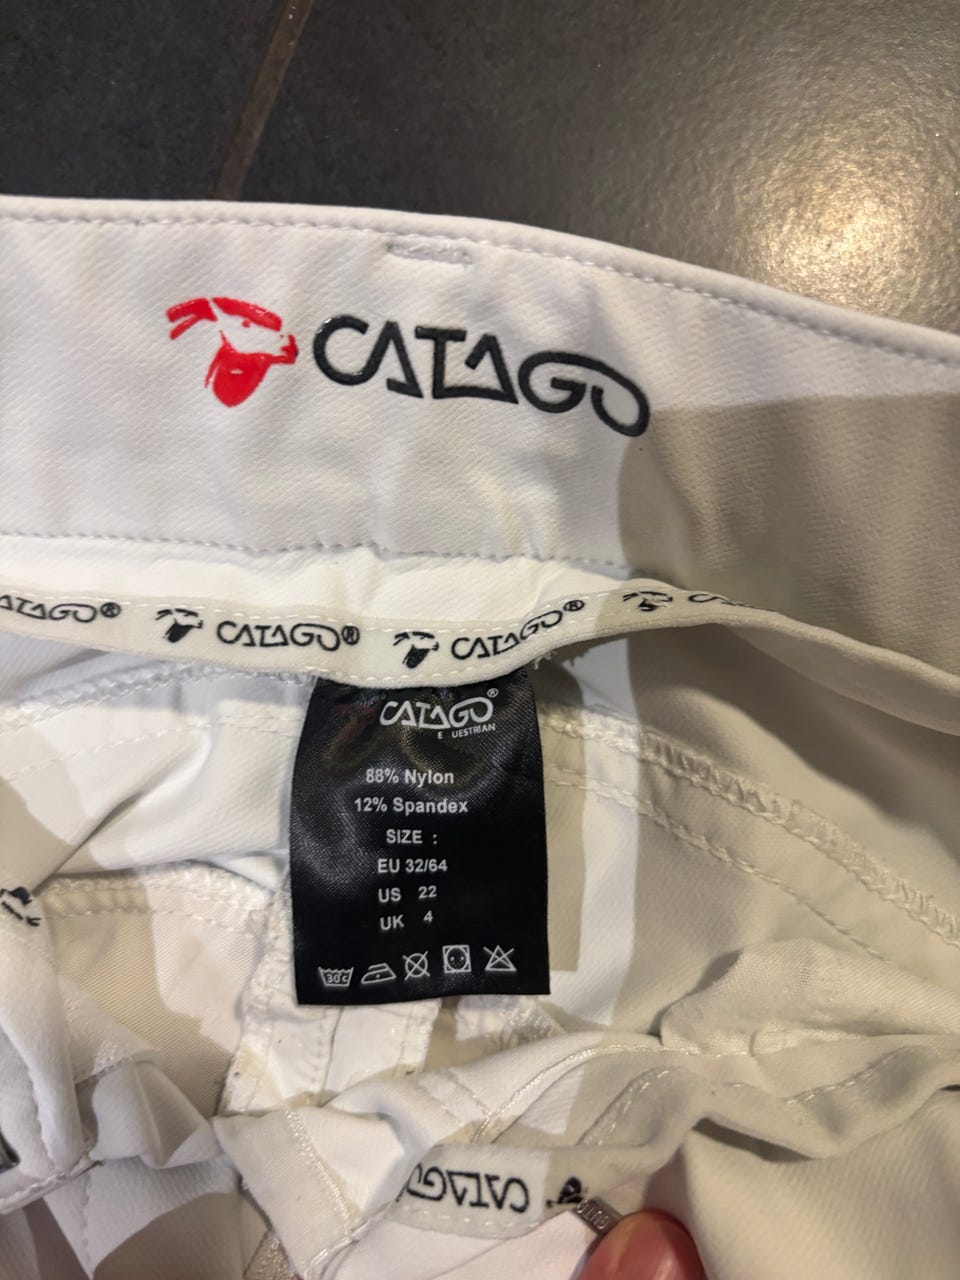 CATAGO
CATAGO® CATAGO® CATAGO®
CATAGO®
E UESTRIAN
88% Nylon
12% Spandex
SIZE :
EU 32/64
US 22
UK 4
30°c
CATAGO